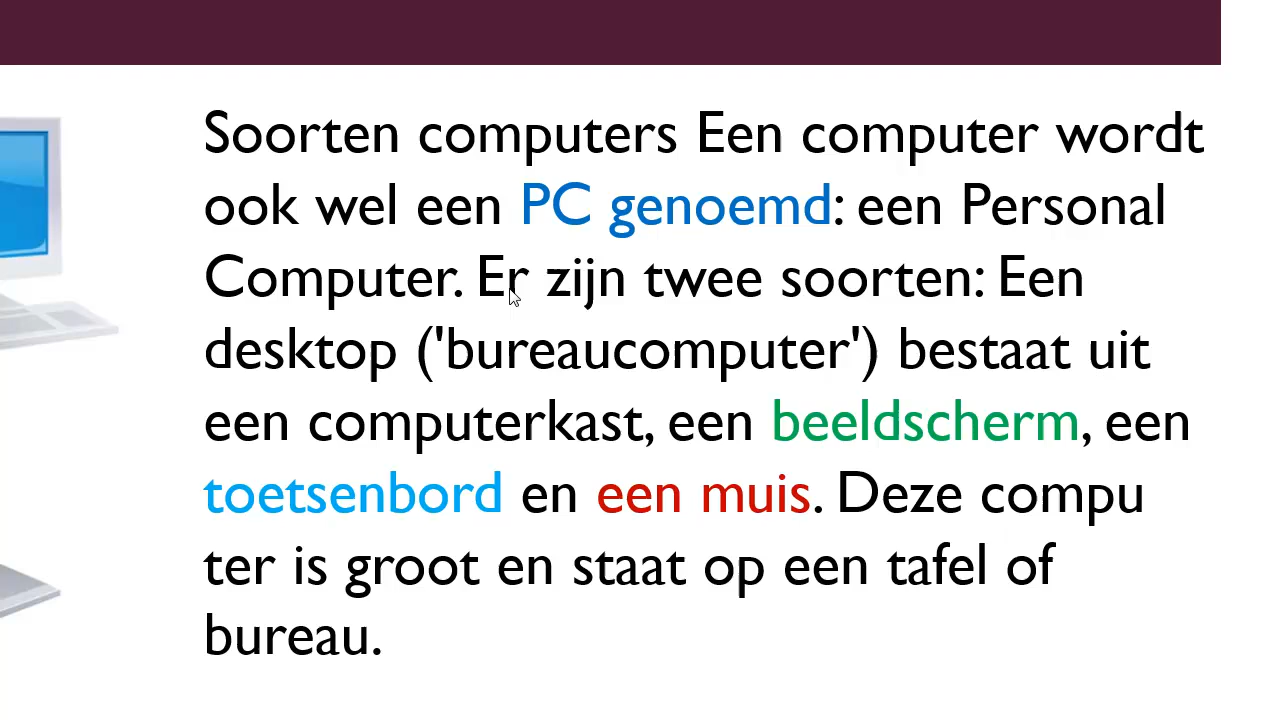 Soorten computers Een computer wordt
ook wel een PC genoemd: een Personal
Computer. Er zijn twee soorten: Een
desktop ('bureaucomputer') bestaat uit
een computerkast, een beeldscherm, een
toetsenbord en een muis. Deze compu
ter is groot en staat op een tafel of
bureau.